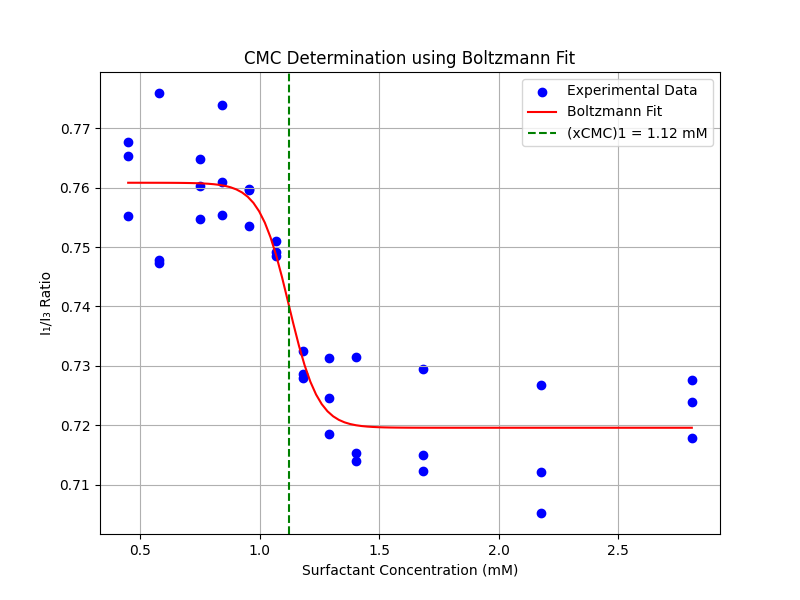 CMC Determination using Boltzmann Fit
Experimental Data
Boltzmann Fit
(xCMC)1 = 1.12 mM
I₁/I₃ Ratio
0.77
0.76
0.75
0.74
0.73
0.72
0.71
0.5 1.0 1.5 2.0 2.5
Surfactant Concentration (mM)